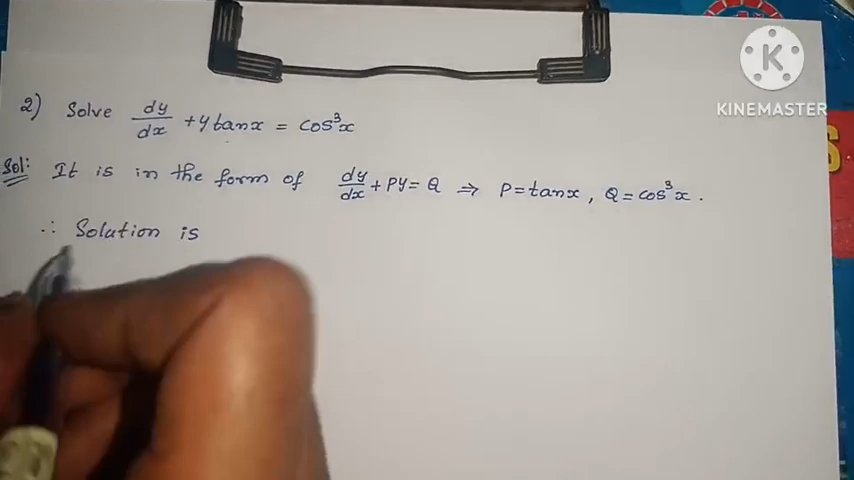 KINEMASTER
2) Solve dy/dx + y tanx = cos³x
Sol: It is in the form of dy/dx + Py = Q ⇒ P = tanx, Q = cos³x.
∴ Solution is